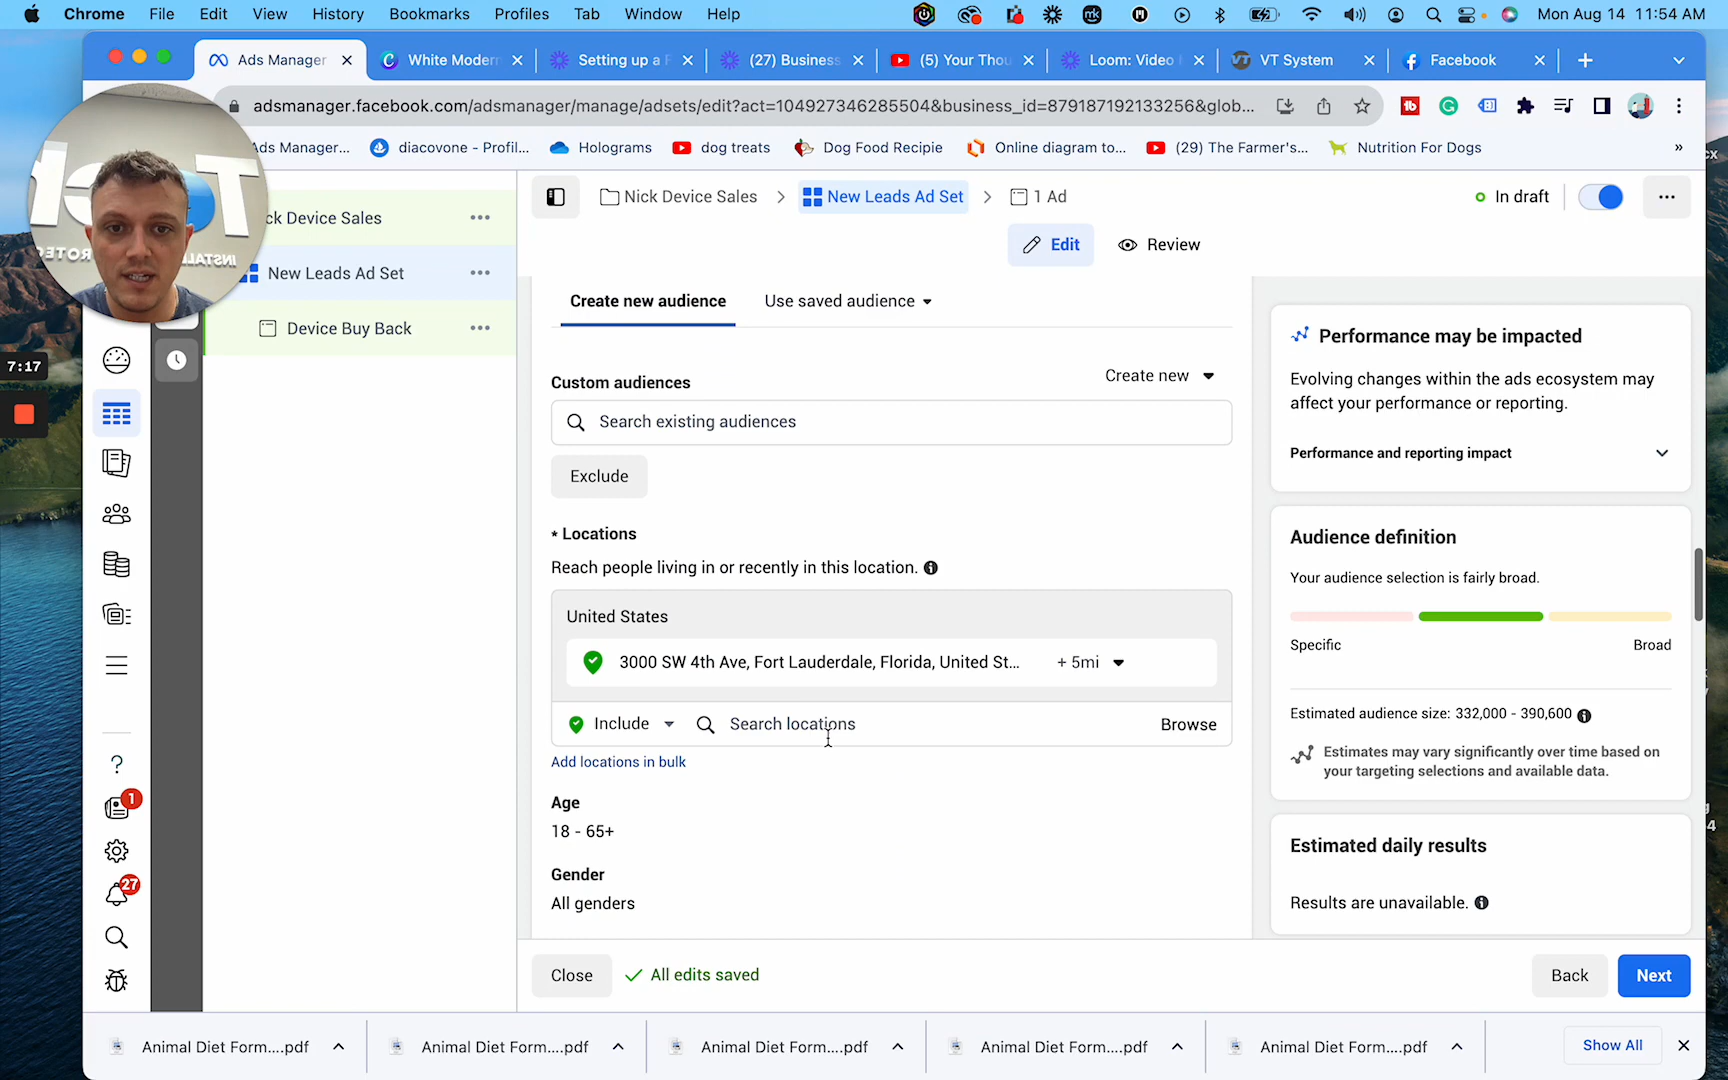 Chrome File Edit View History Bookmarks Profiles Tab Window Help Mon Aug 14 11:54 AM
Ads Manager White Modern Setting up a F (27) Business (5) Your Thou Loom: Video VT System Facebook
adsmanager.facebook.com/adsmanager/manage/adsets/edit?act=104927346285504&business_id=879187192133256&glob...
Ads Manager... diacovone - Profil... Holograms dog treats Dog Food Recipie Online diagram to... (29) The Farmer's... Nutrition For Dogs »
ck Device Sales
New Leads Ad Set
Device Buy Back
7:17
1
27
Nick Device Sales > New Leads Ad Set > 1 Ad In draft
Edit Review
Create new audience Use saved audience
Custom audiences Create new
Search existing audiences
Exclude
* Locations
Reach people living in or recently in this location.
United States
3000 SW 4th Ave, Fort Lauderdale, Florida, United St... + 5mi
Include Search locations Browse
Add locations in bulk
Age
18 - 65+
Gender
All genders
Performance may be impacted
Evolving changes within the ads ecosystem may
affect your performance or reporting.
Performance and reporting impact
Audience definition
Your audience selection is fairly broad.
Specific Broad
Estimated audience size: 332,000 - 390,600
Estimates may vary significantly over time based on
your targeting selections and available data.
Estimated daily results
Results are unavailable.
Close All edits saved Back Next
Animal Diet Form....pdf Animal Diet Form....pdf Animal Diet Form....pdf Animal Diet Form....pdf Animal Diet Form....pdf Show All